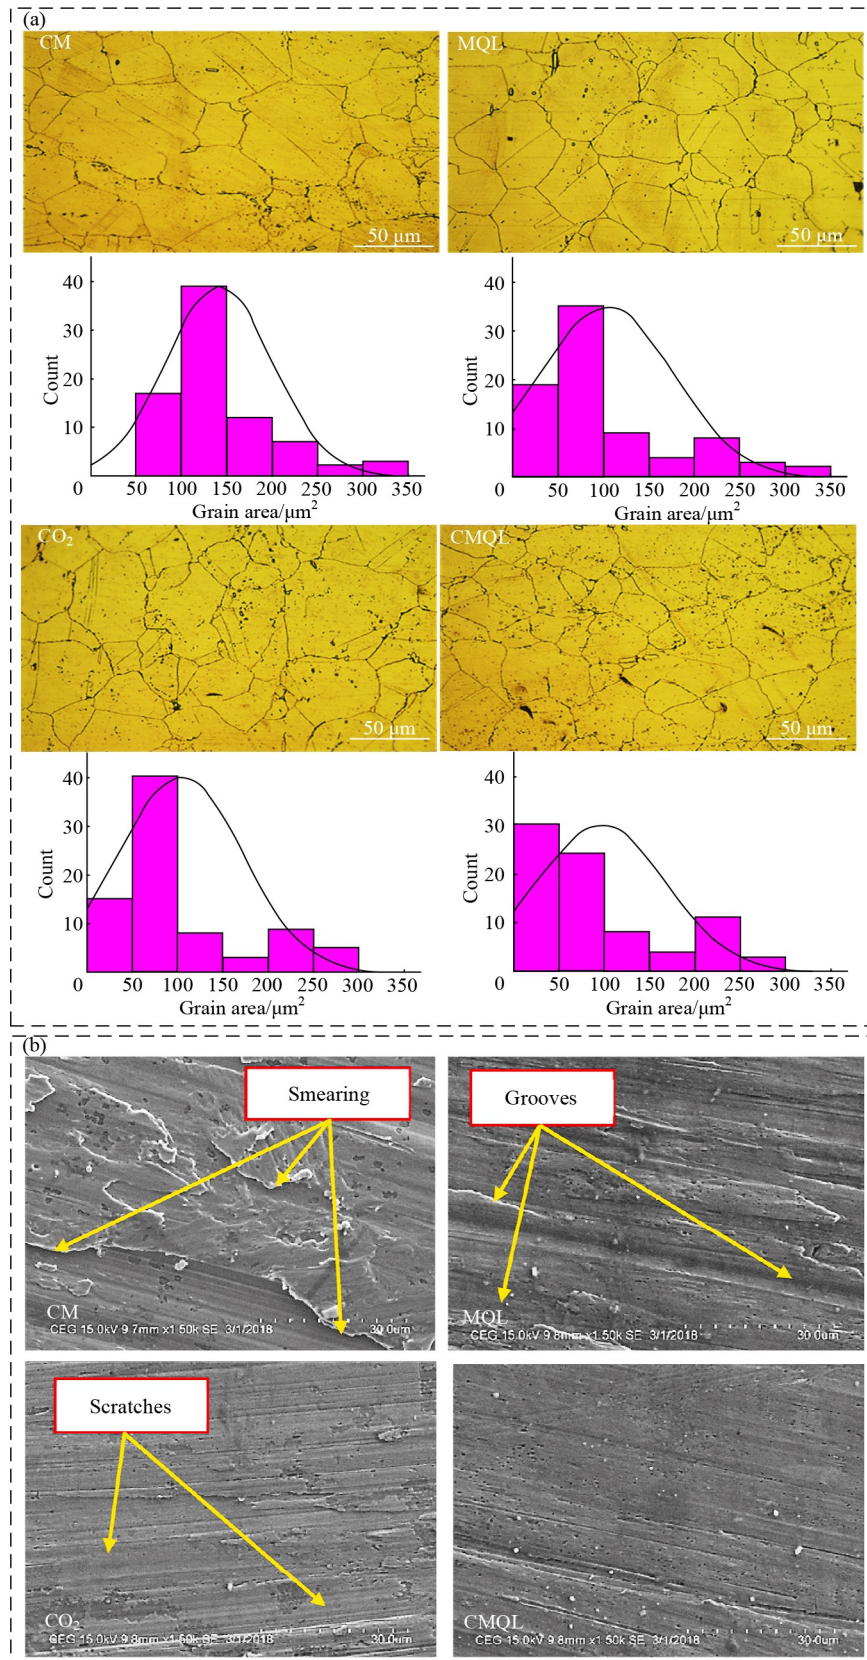 (a)
CM
MQL
50 μm
50 μm
40
30
20
10
Count
0
50
100
150
200
250
300
350
Grain area/μm²
40
30
20
10
Count
0
50
100
150
200
250
300
350
Grain area/μm²
CO₂
CMQL
50 μm
50 μm
40
30
20
10
Count
0
50
100
150
200
250
300
350
Grain area/μm²
40
30
20
10
Count
0
50
100
150
200
250
300
350
Grain area/μm²
(b)
Smearing
CM
CEG 15.0kV 9.7mm x1.50k SE 3/1/2018
30.0um
Grooves
MQL
CEG 15.0kV 9.8mm x1.50k SE 3/1/2018
30.0um
Scratches
CO₂
CEG 15.0kV 9.8mm x1.50k SE 3/1/2018
30.0um
CMQL
CEG 15.0kV 9.8mm x1.50k SE 3/1/2018
30.0um